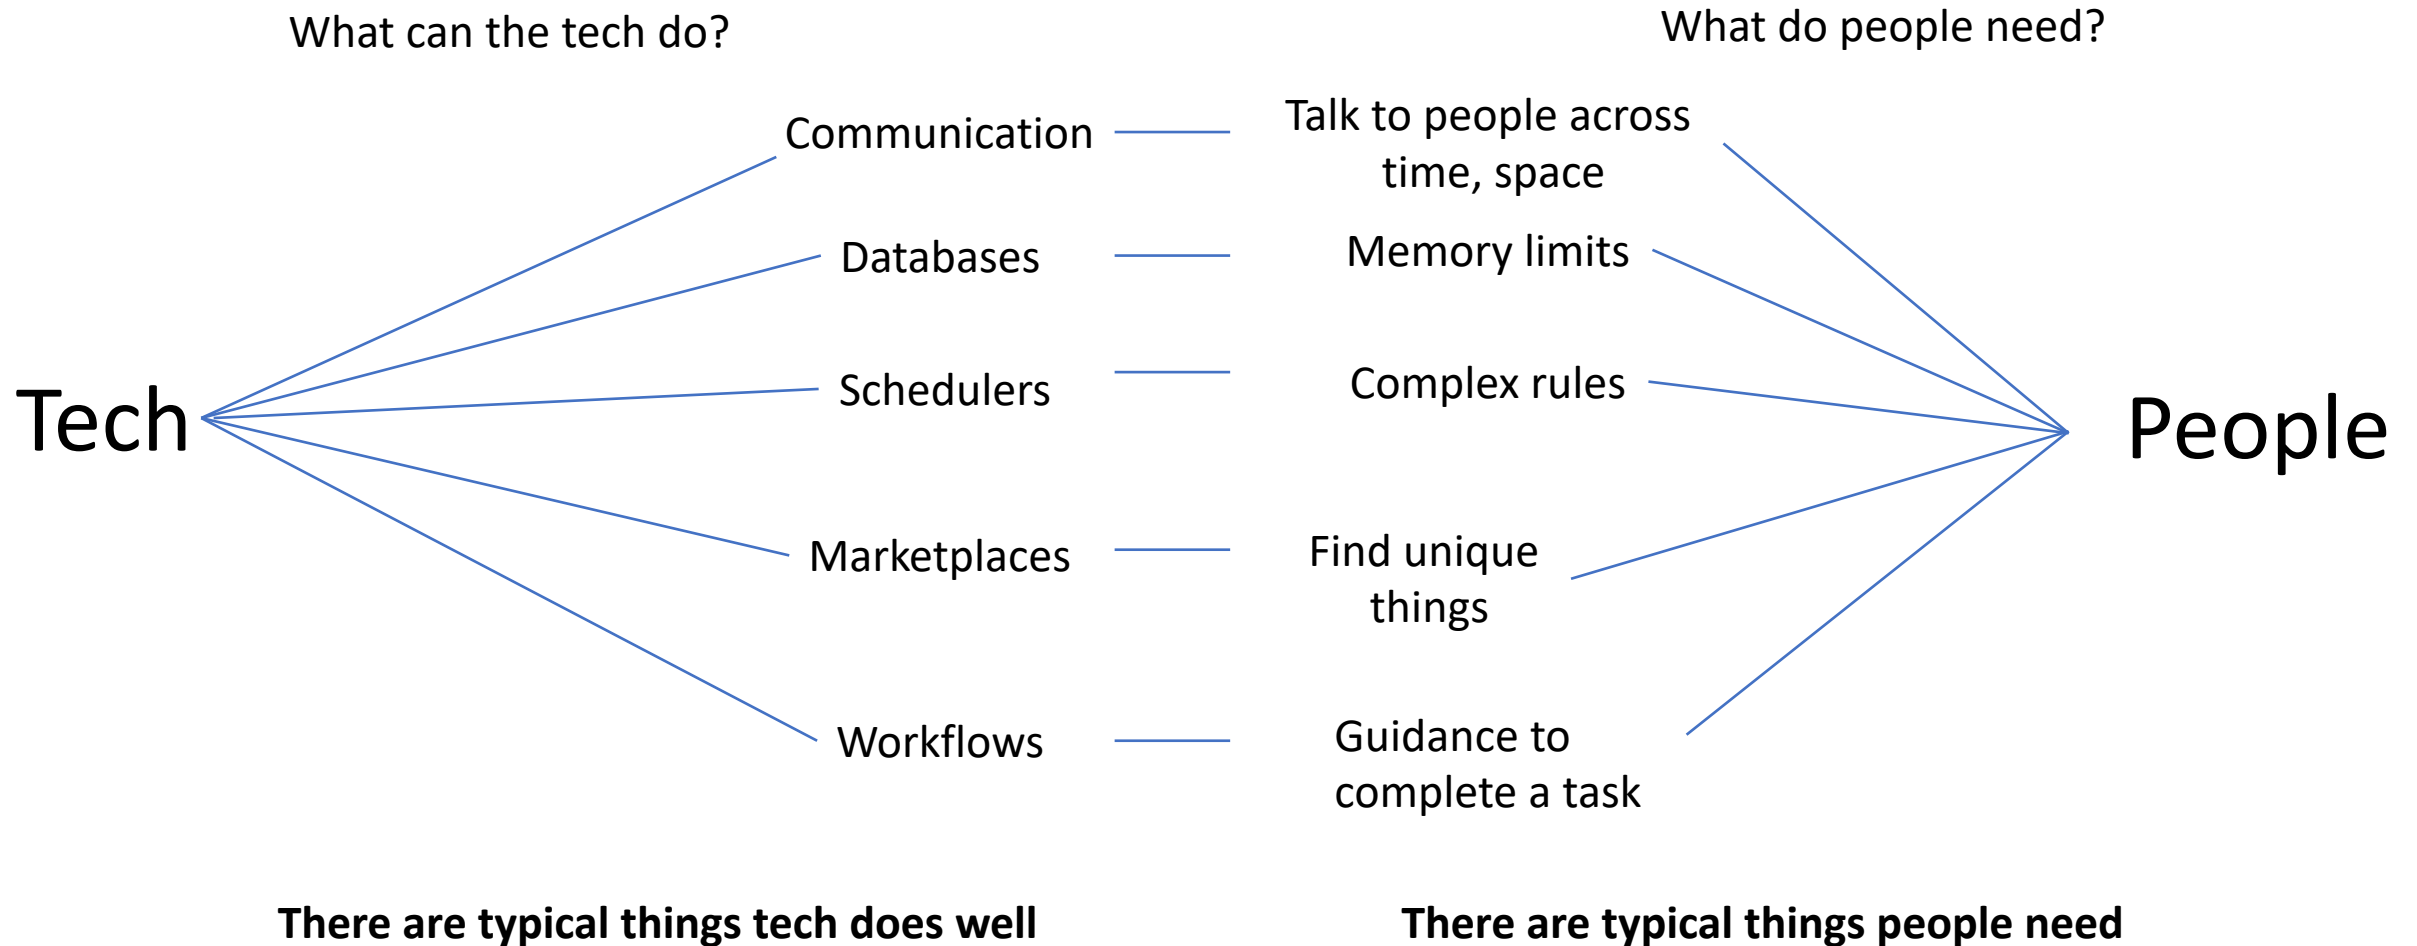 What can the tech do?
What do people need?
Communication
Talk to people across
time, space
Databases
Memory limits
Schedulers
Complex rules
Tech
People
Marketplaces
Find unique
things
Workflows
Guidance to
complete a task
There are typical things tech does well
There are typical things people need